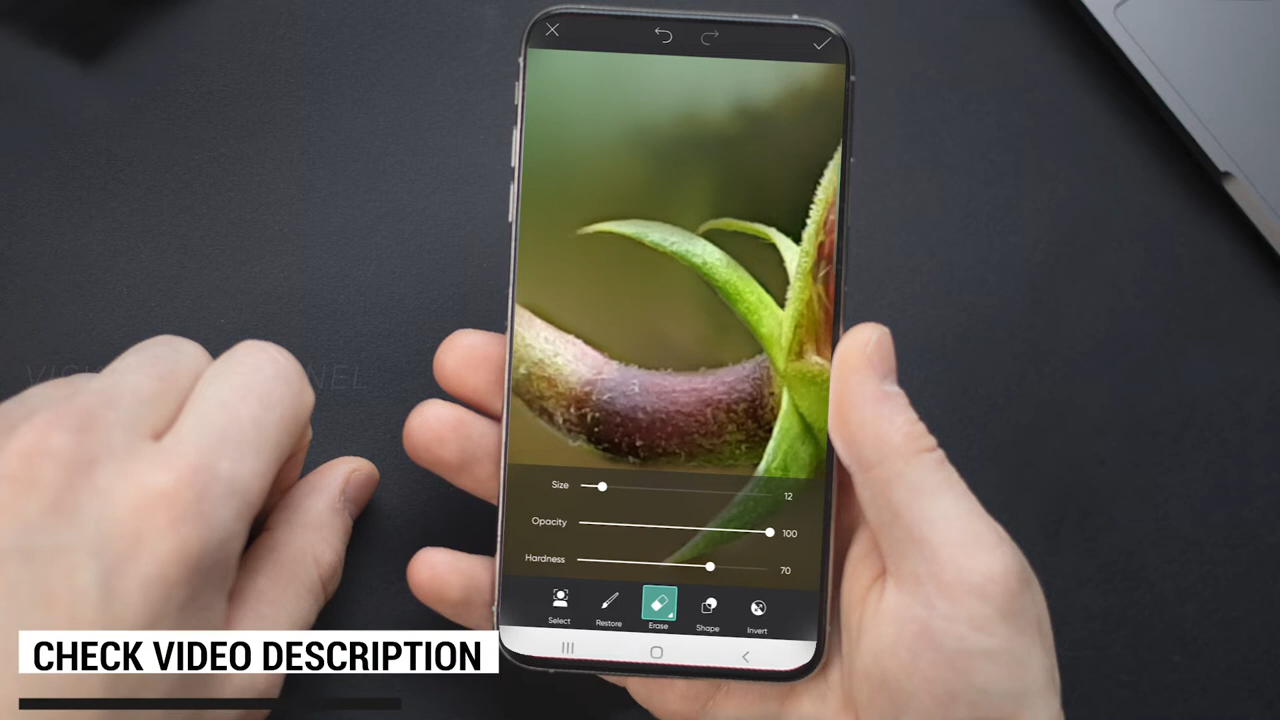 Size
12
Opacity
100
Hardness
70
Select
Restore
Erase
Shape
Invert
CHECK VIDEO DESCRIPTION